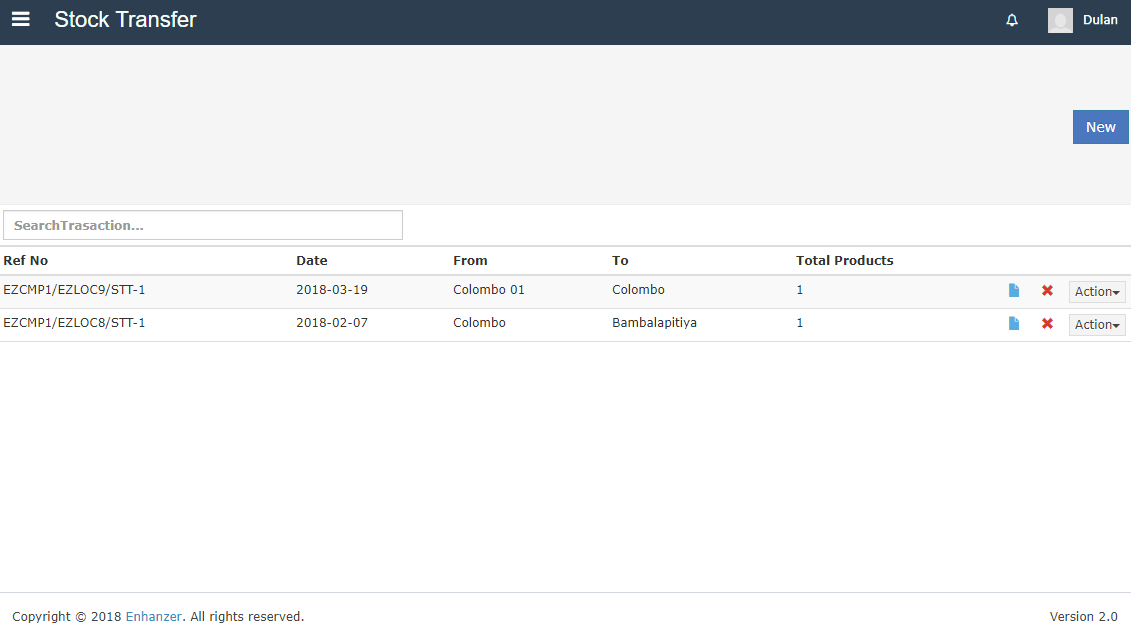 Stock Transfer Dulan
New
SearchTrasaction...
Ref No Date From To Total Products
EZCMP1/EZLOC9/STT-1 2018-03-19 Colombo 01 Colombo 1 Action
EZCMP1/EZLOC8/STT-1 2018-02-07 Colombo Bambalapitiya 1 Action
Copyright © 2018 Enhanzer. All rights reserved. Version 2.0